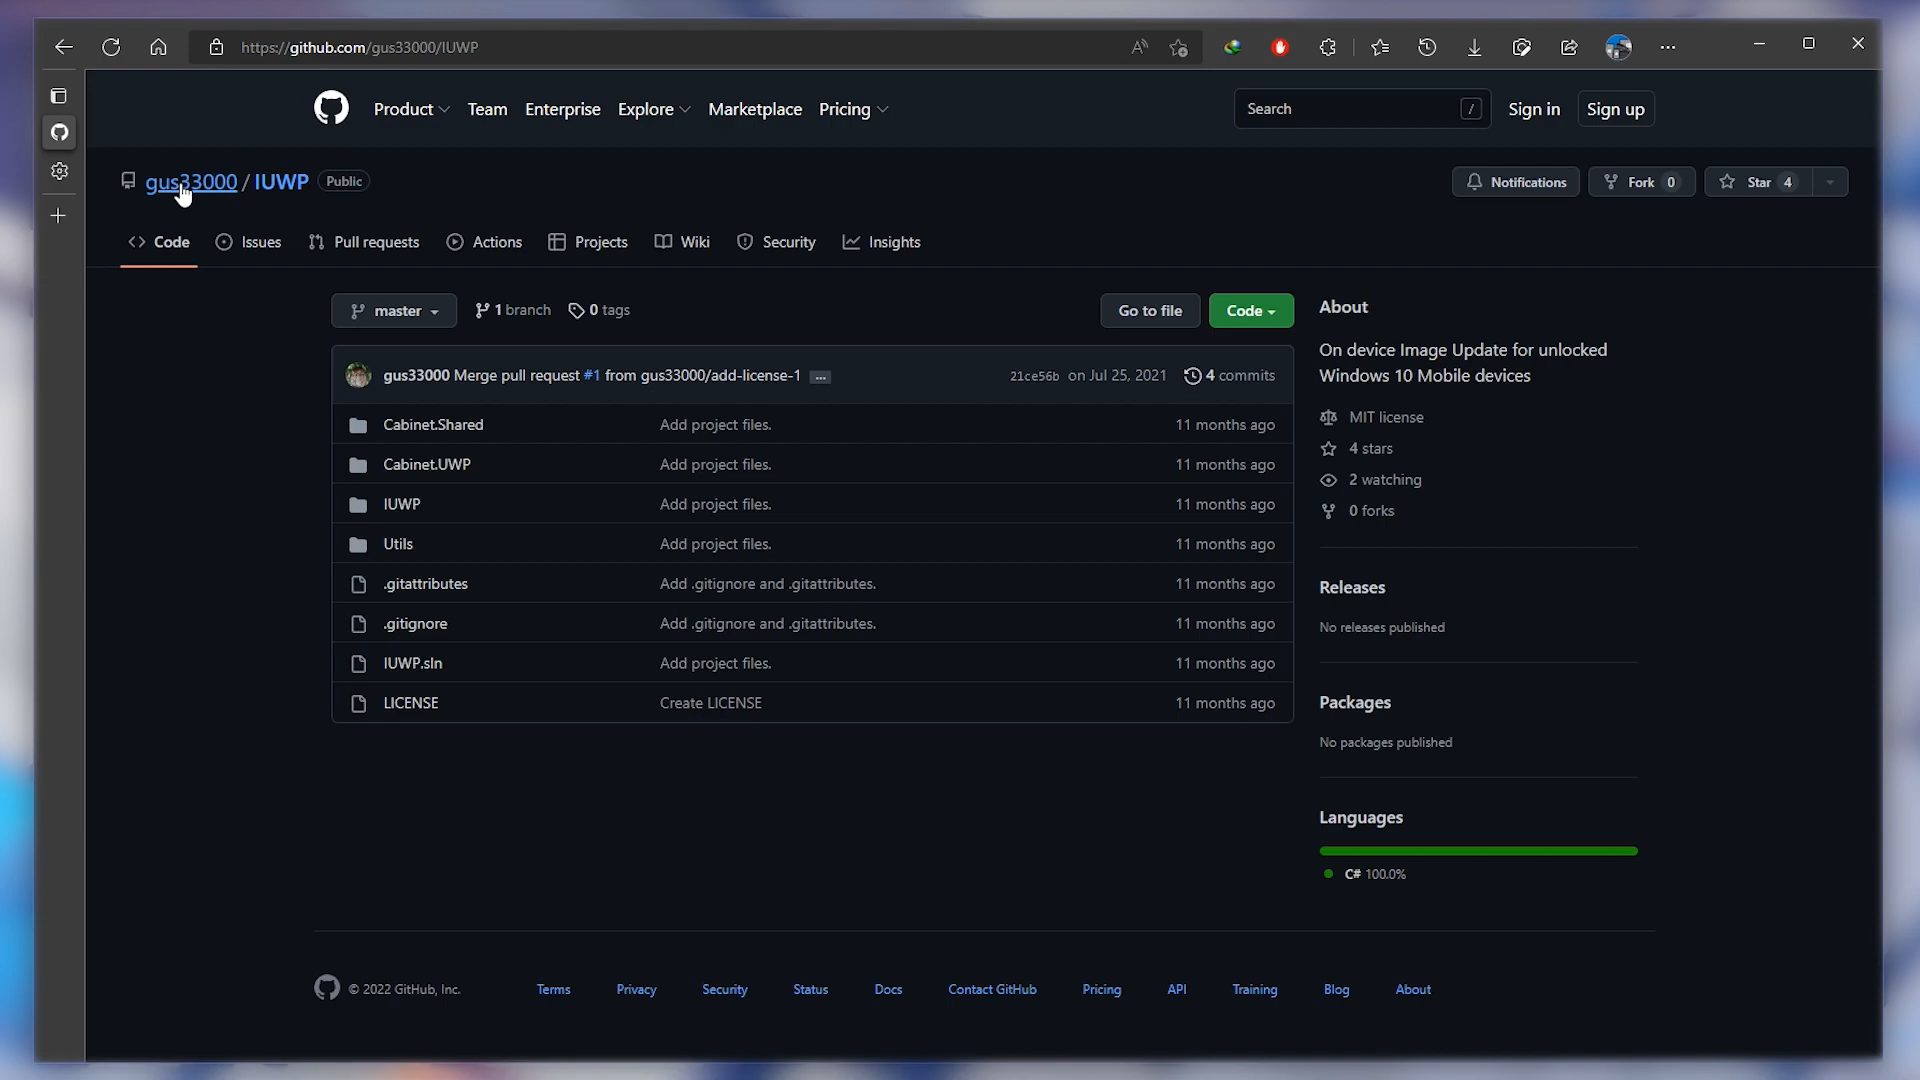 https://github.com/gus33000/IUWP
Product Team Enterprise Explore Marketplace Pricing
Search / Sign in Sign up
gus33000 / IUWP Public
Notifications Fork 0 Star 4
Code Issues Pull requests Actions Projects Wiki Security Insights
master 1 branch 0 tags Go to file Code
gus33000 Merge pull request #1 from gus33000/add-license-1 ... 21ce56b on Jul 25, 2021 4 commits
Cabinet.Shared Add project files. 11 months ago
Cabinet.UWP Add project files. 11 months ago
IUWP Add project files. 11 months ago
Utils Add project files. 11 months ago
.gitattributes Add .gitignore and .gitattributes. 11 months ago
.gitignore Add .gitignore and .gitattributes. 11 months ago
IUWP.sln Add project files. 11 months ago
LICENSE Create LICENSE 11 months ago
About
On device Image Update for unlocked
Windows 10 Mobile devices
MIT license
4 stars
2 watching
0 forks
Releases
No releases published
Packages
No packages published
Languages
C# 100.0%
© 2022 GitHub, Inc. Terms Privacy Security Status Docs Contact GitHub Pricing API Training Blog About